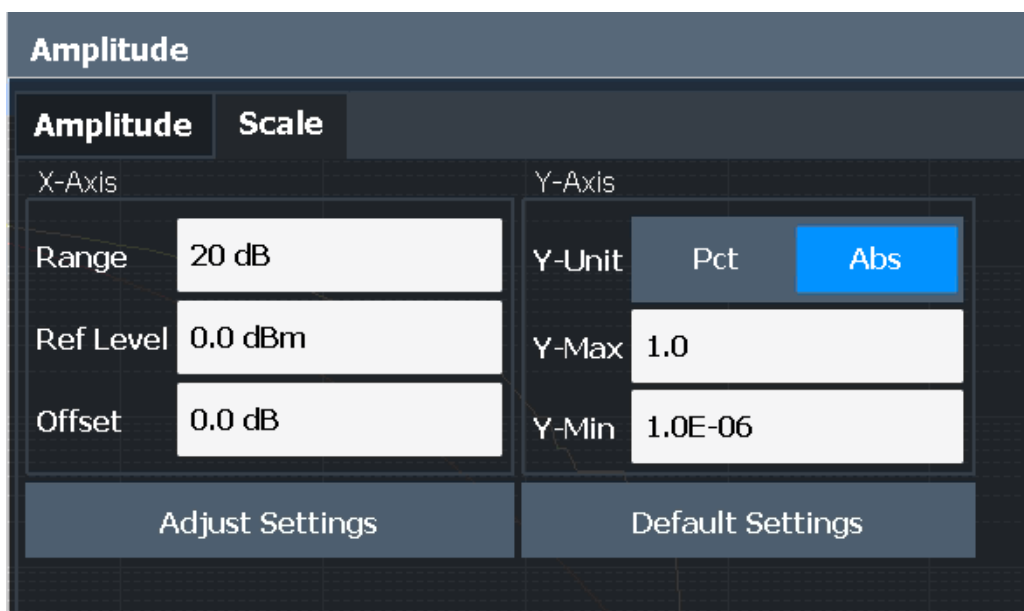 Amplitude
Amplitude Scale
X-Axis Y-Axis
Range 20 dB Y-Unit Pct Abs
Ref Level 0.0 dBm Y-Max 1.0
Offset 0.0 dB Y-Min 1.0E-06
Adjust Settings Default Settings